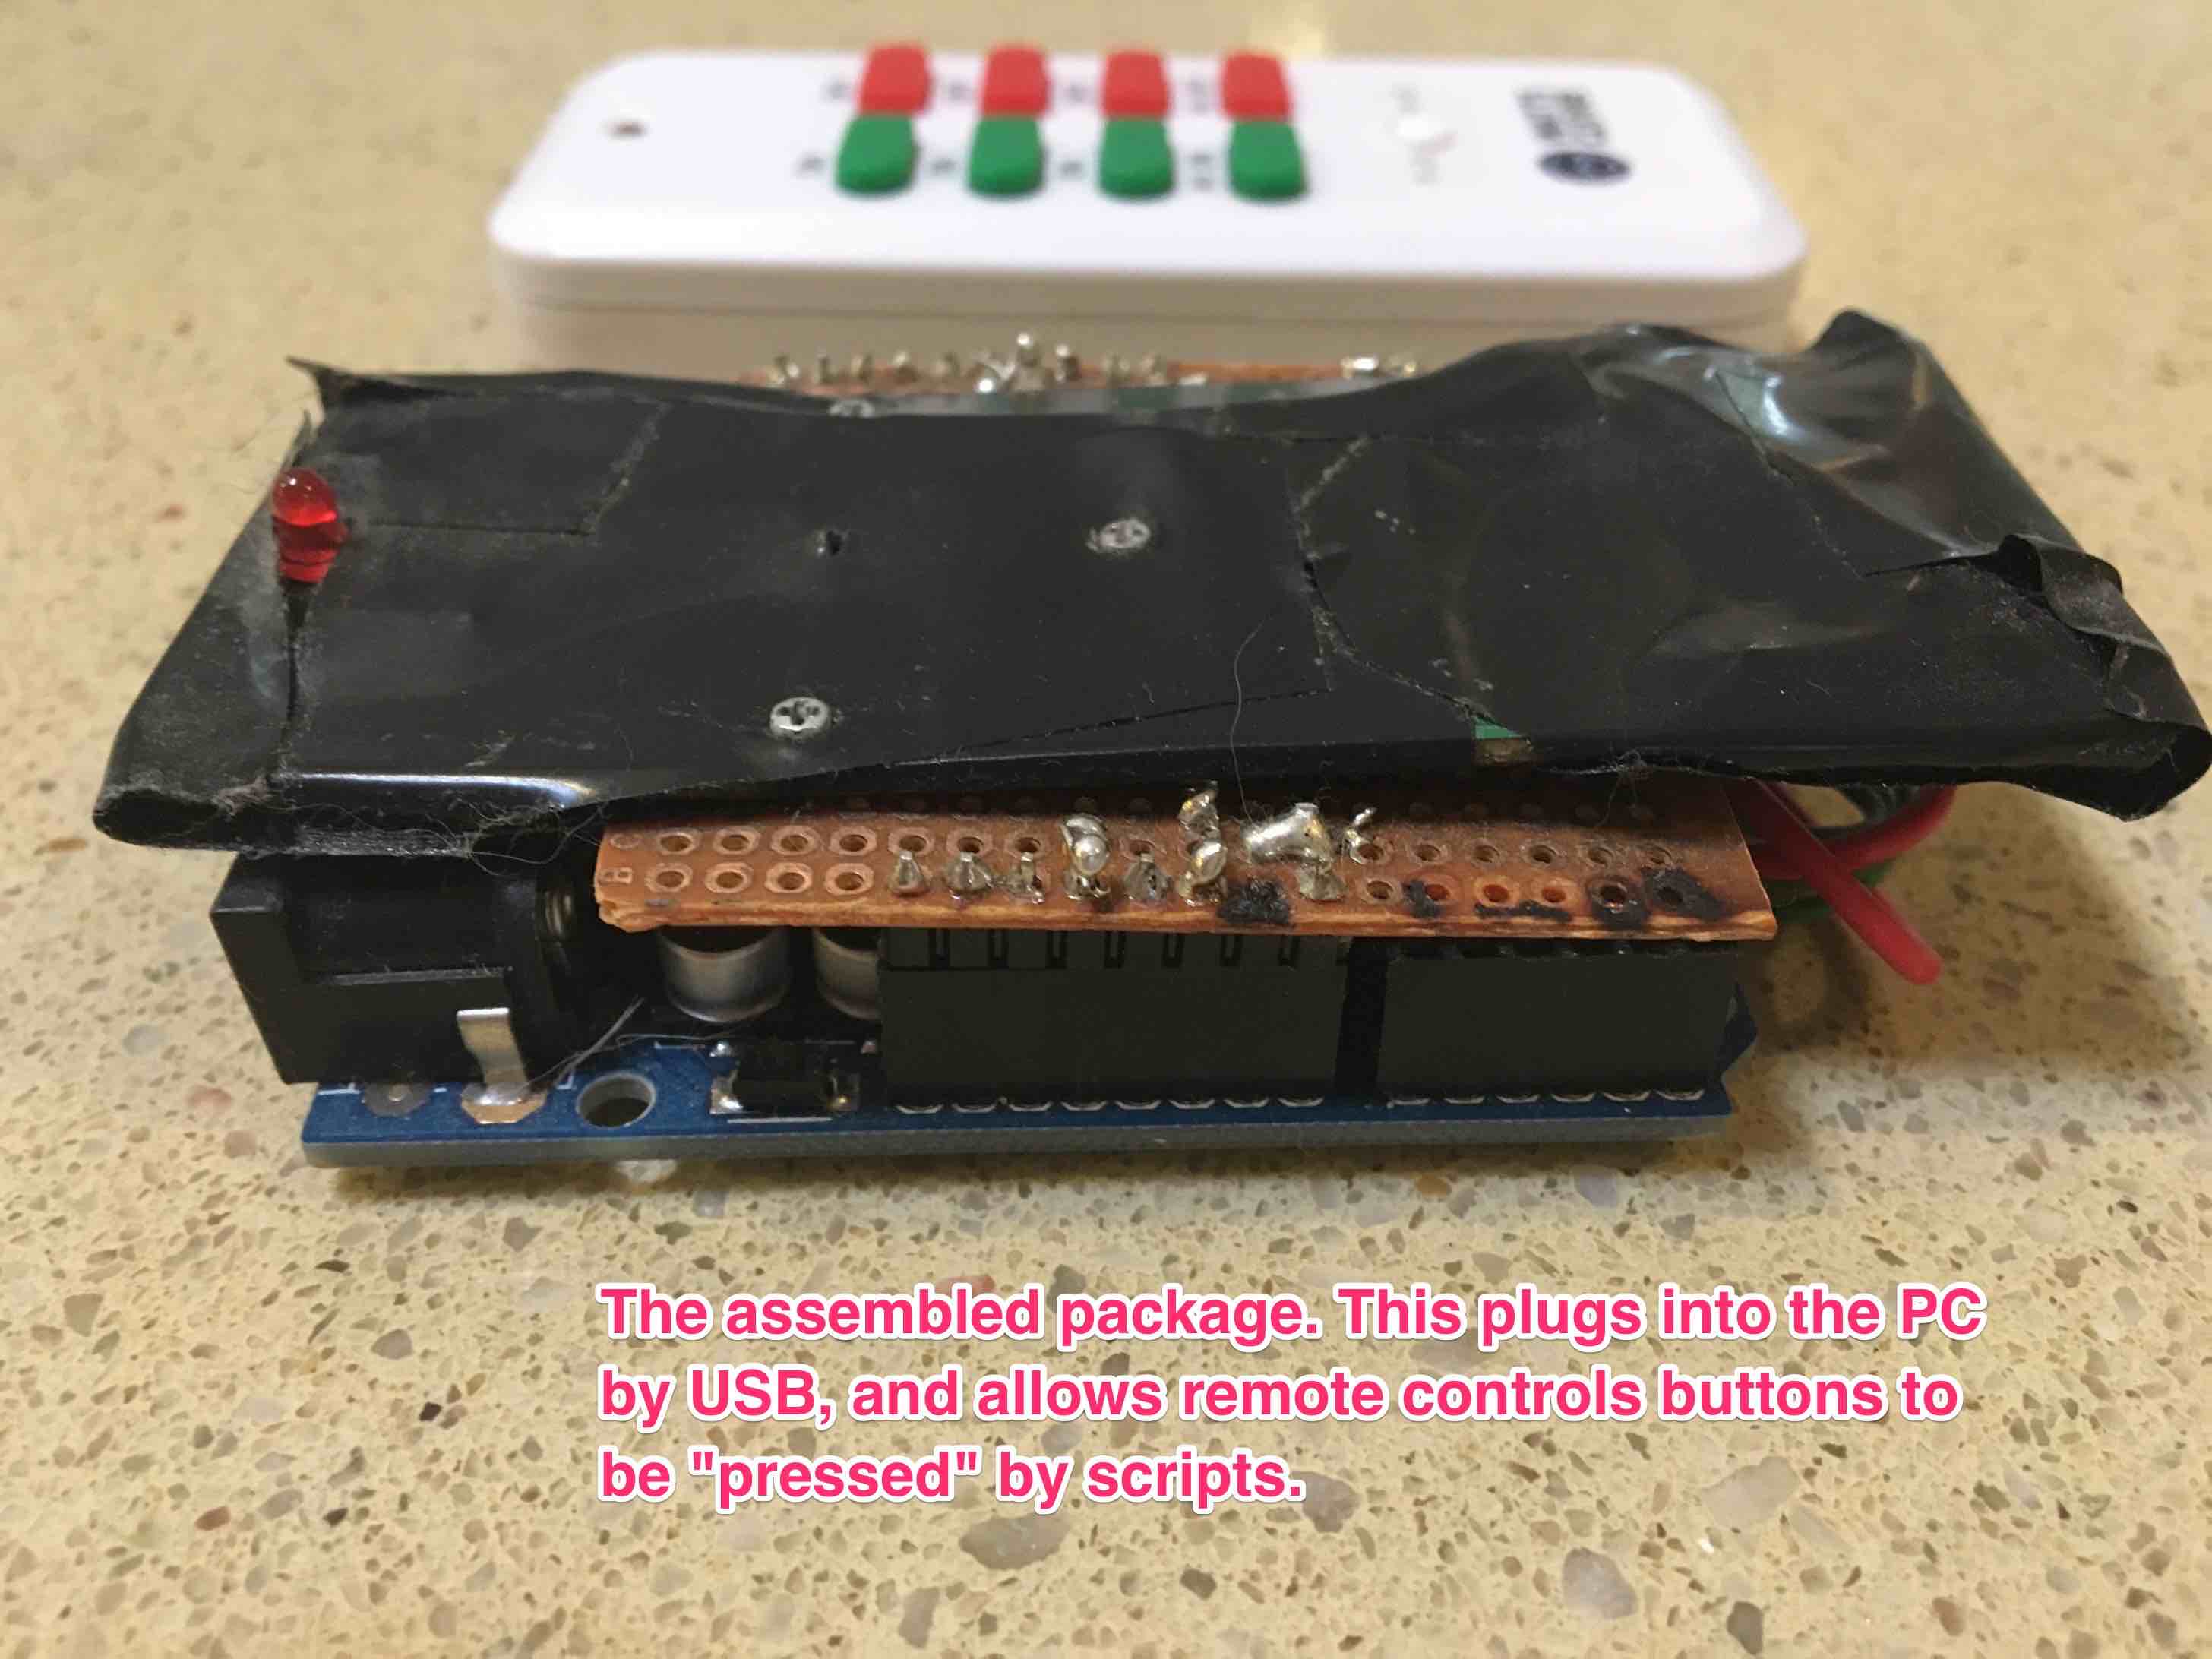 The assembled package. This plugs into the PC
by USB, and allows remote controls buttons to
be "pressed" by scripts.